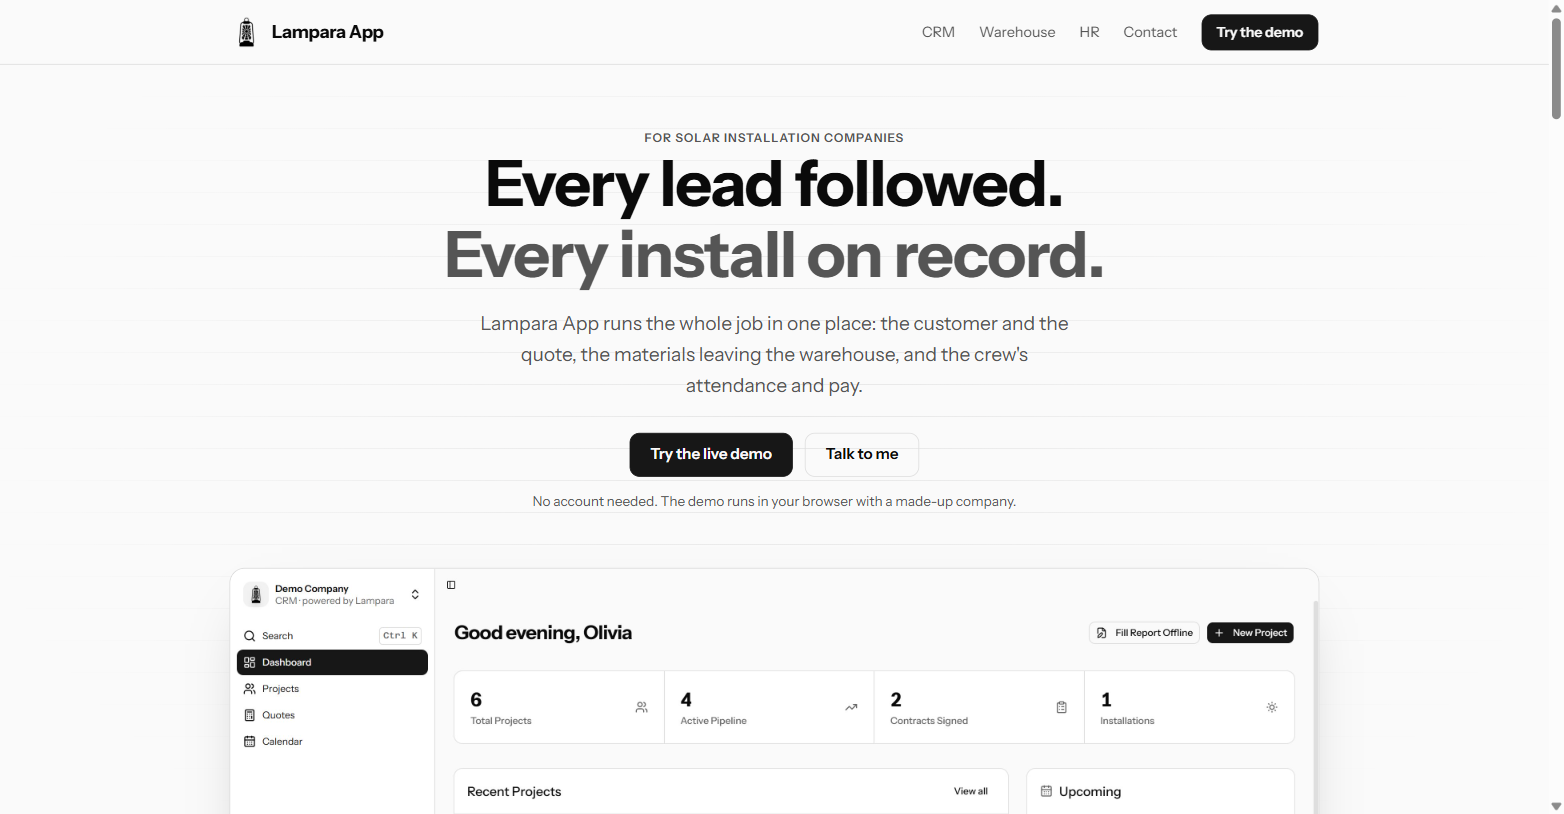 Lampara App
CRM Warehouse HR Contact Try the demo
FOR SOLAR INSTALLATION COMPANIES
Every lead followed.
Every install on record.
Lampara App runs the whole job in one place: the customer and the
quote, the materials leaving the warehouse, and the crew's
attendance and pay.
Try the live demo Talk to me
No account needed. The demo runs in your browser with a made-up company.
Demo Company
CRM · powered by Lampara
Search Ctrl K
Dashboard
Projects
Quotes
Calendar
Good evening, Olivia
Fill Report Offline + New Project
6
Total Projects
4
Active Pipeline
2
Contracts Signed
1
Installations
Recent Projects View all
Upcoming